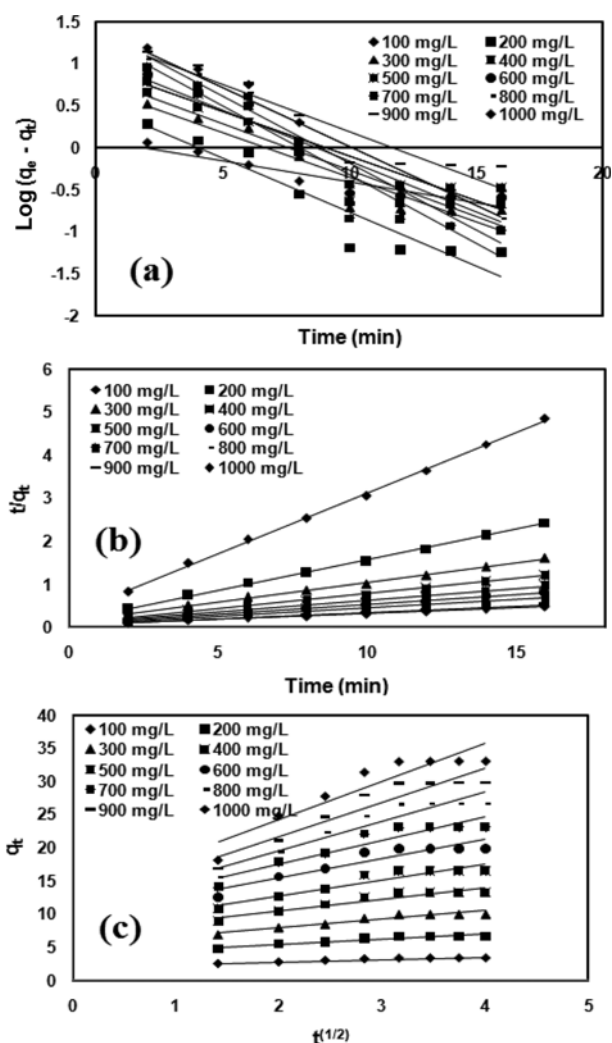 1.5
1
0.5
0
-0.5
-1
-1.5
-2
0 5 10 15 20
Log (qe - qt)
Time (min)
100 mg/L 200 mg/L
300 mg/L 400 mg/L
500 mg/L 600 mg/L
700 mg/L 800 mg/L
900 mg/L 1000 mg/L
(a)
6
5
4
3
2
1
0
0 5 10 15
t/qt
Time (min)
100 mg/L 200 mg/L
300 mg/L 400 mg/L
500 mg/L 600 mg/L
700 mg/L 800 mg/L
900 mg/L 1000 mg/L
(b)
40
35
30
25
20
15
10
5
0
0 1 2 3 4 5
qt
t(1/2)
100 mg/L 200 mg/L
300 mg/L 400 mg/L
500 mg/L 600 mg/L
700 mg/L 800 mg/L
900 mg/L 1000 mg/L
(c)